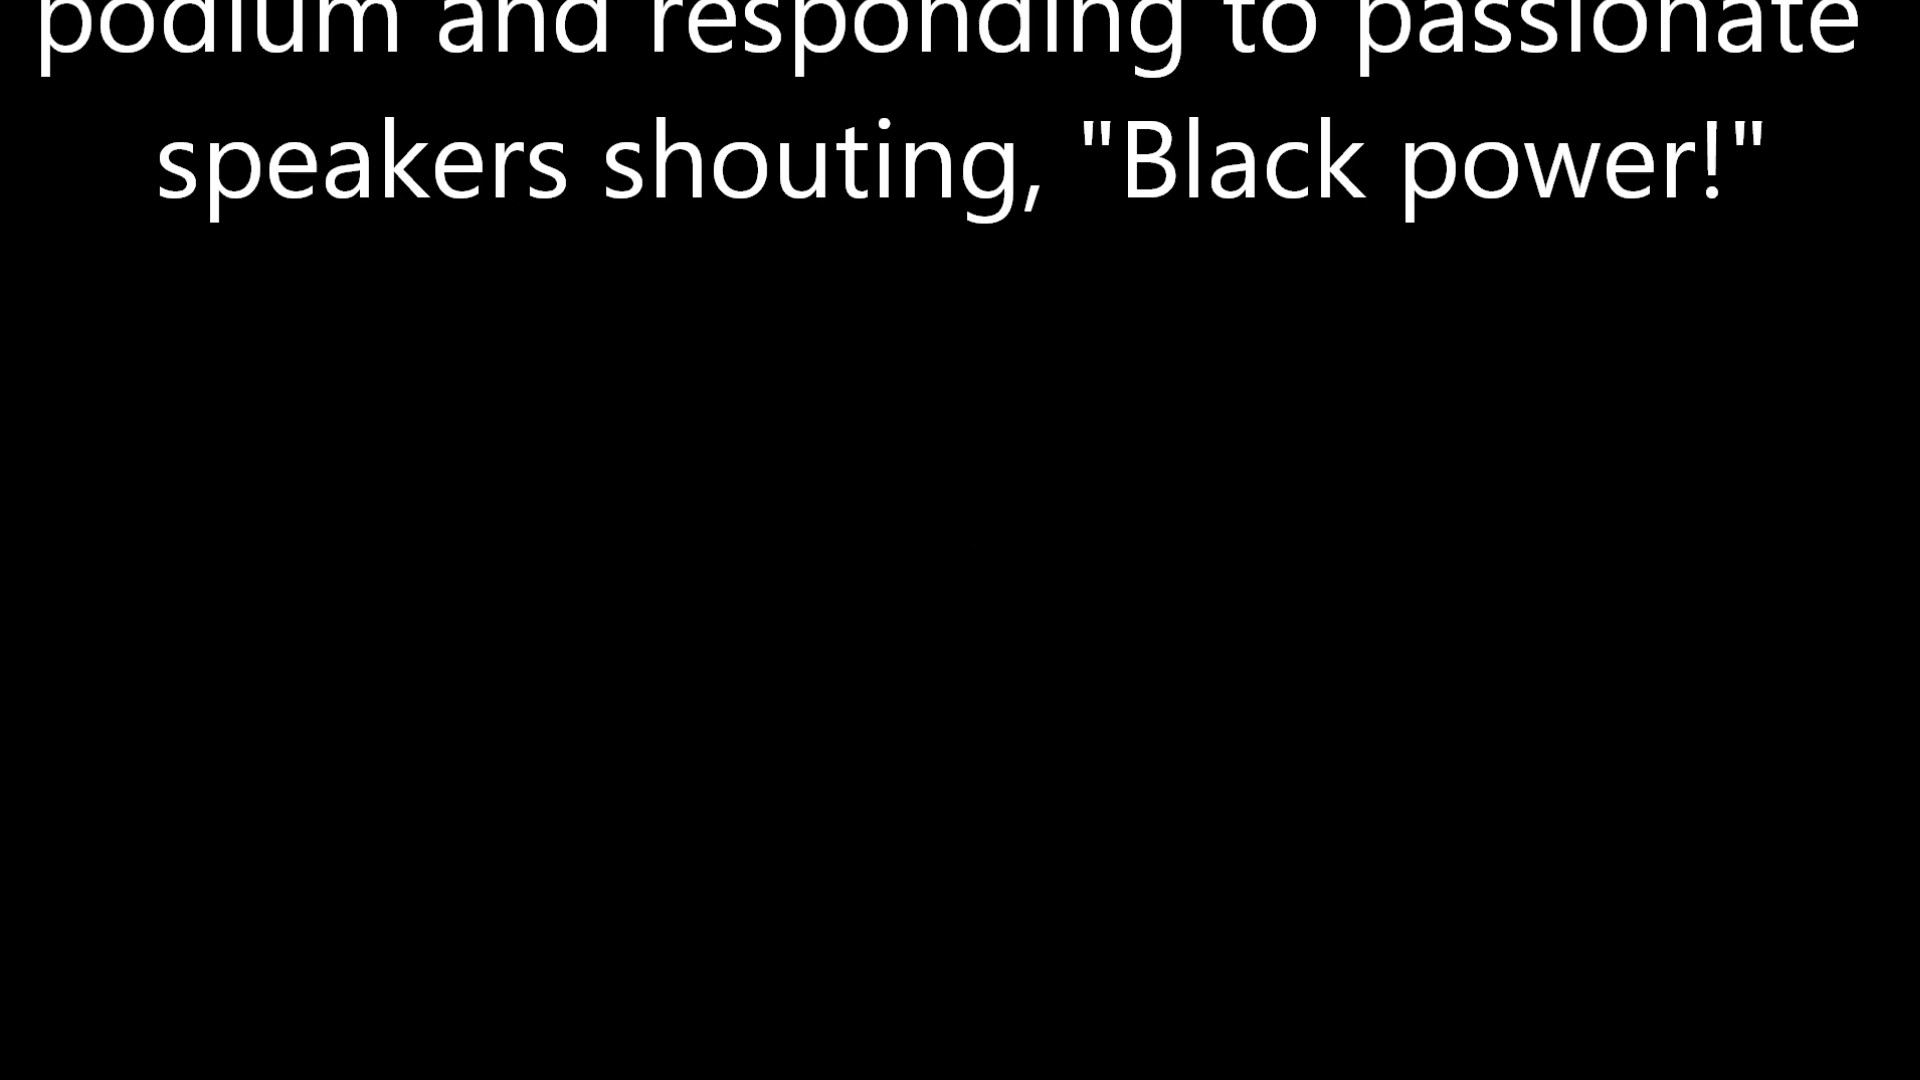 podium and responding to passionate
speakers shouting, "Black power!"